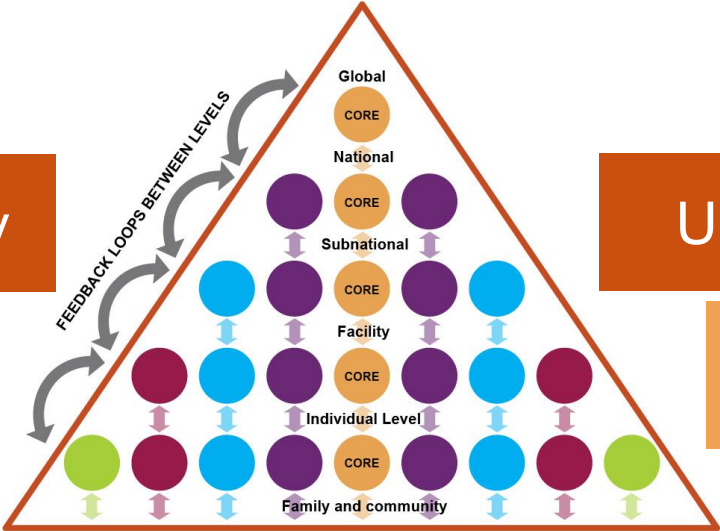 Global
CORE
National
CORE
Subnational
CORE
Facility
CORE
Individual Level
CORE
Family and community
FEEDBACK LOOPS BETWEEN LEVELS